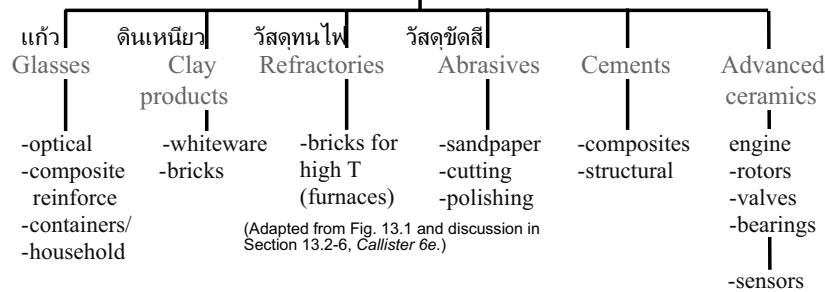 แก้ว ดินเหนียว วัสดุทนไฟ วัสดุขัดสี
Glasses Clay Refractories Abrasives Cements Advanced
products ceramics
-optical -whiteware -bricks for -sandpaper -composites engine
-composite -bricks high T -cutting -structural -rotors
reinforce (furnaces) -polishing -valves
-containers/ (Adapted from Fig. 13.1 and discussion in -bearings
-household Section 13.2-6, Callister 6e.)
-sensors